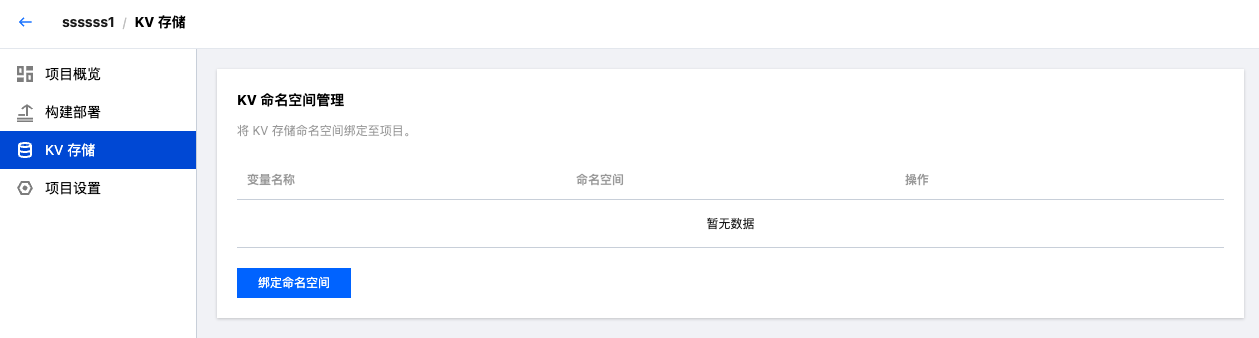 ssssss1 / KV 存储
项目概览
构建部署
KV 存储
项目设置
KV 命名空间管理
将 KV 存储命名空间绑定至项目。
变量名称 命名空间 操作
暂无数据
绑定命名空间